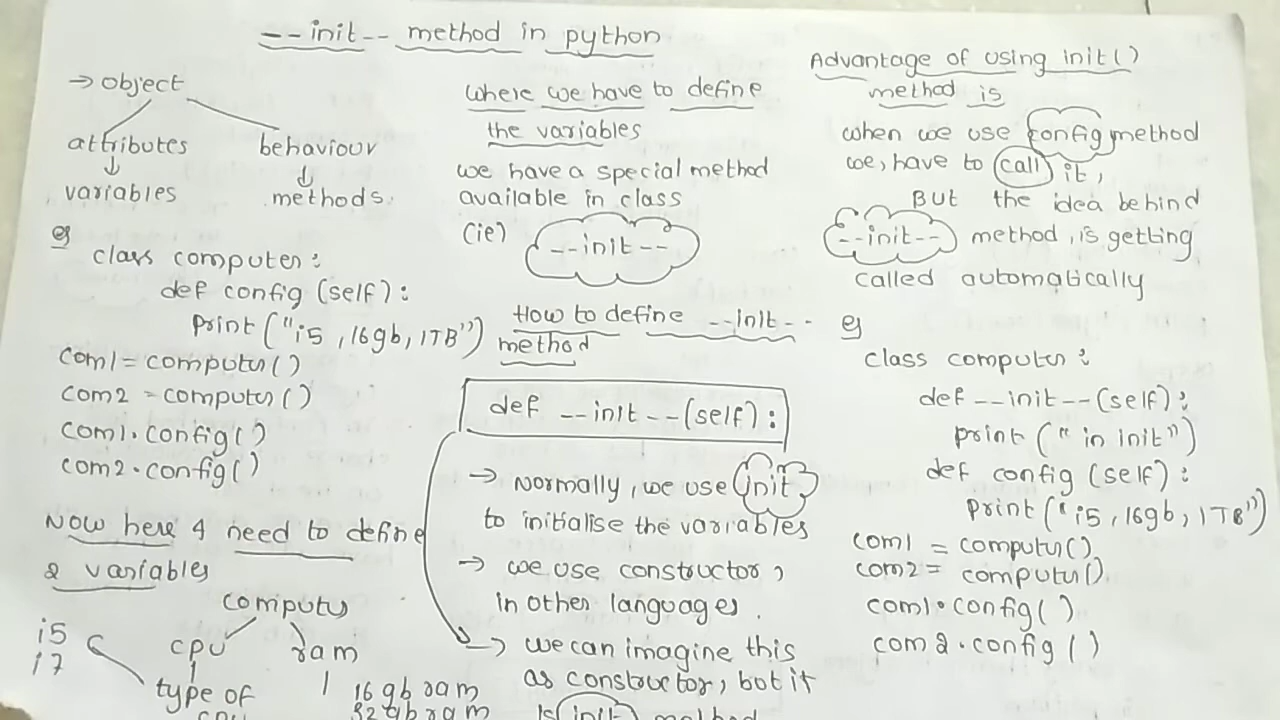 --init-- method in python
→ object
attributes behaviour
↓ ↓
variables methods.
eg
class computer:
def config (self):
print("i5, 16gb, 1TB")
com1 = computer()
com2 = computer()
com1.config()
com2.config()
Now here I need to define
2 variables
computer
cpu ram
i5
i7
type of
cpu
16 gb ram
32 gb ram
where we have to define
the variables
we have a special method
available in class
(ie) --init--
How to define --init--
method
def --init--(self):
→ Normally, we use init
to initialise the variables
→ we use constructor,
in other languages.
→ we can imagine this
as constructor, but it
is init method
Advantage of using init()
method is
when we use config method
we, have to call it,
But the idea behind
--init-- method, is getting
called automatically
eg
class computer:
def --init--(self):
print("in init")
def config (self):
print("i5, 16gb, 1TB")
com1 = computer()
com2 = computer()
com1.config()
com2.config()